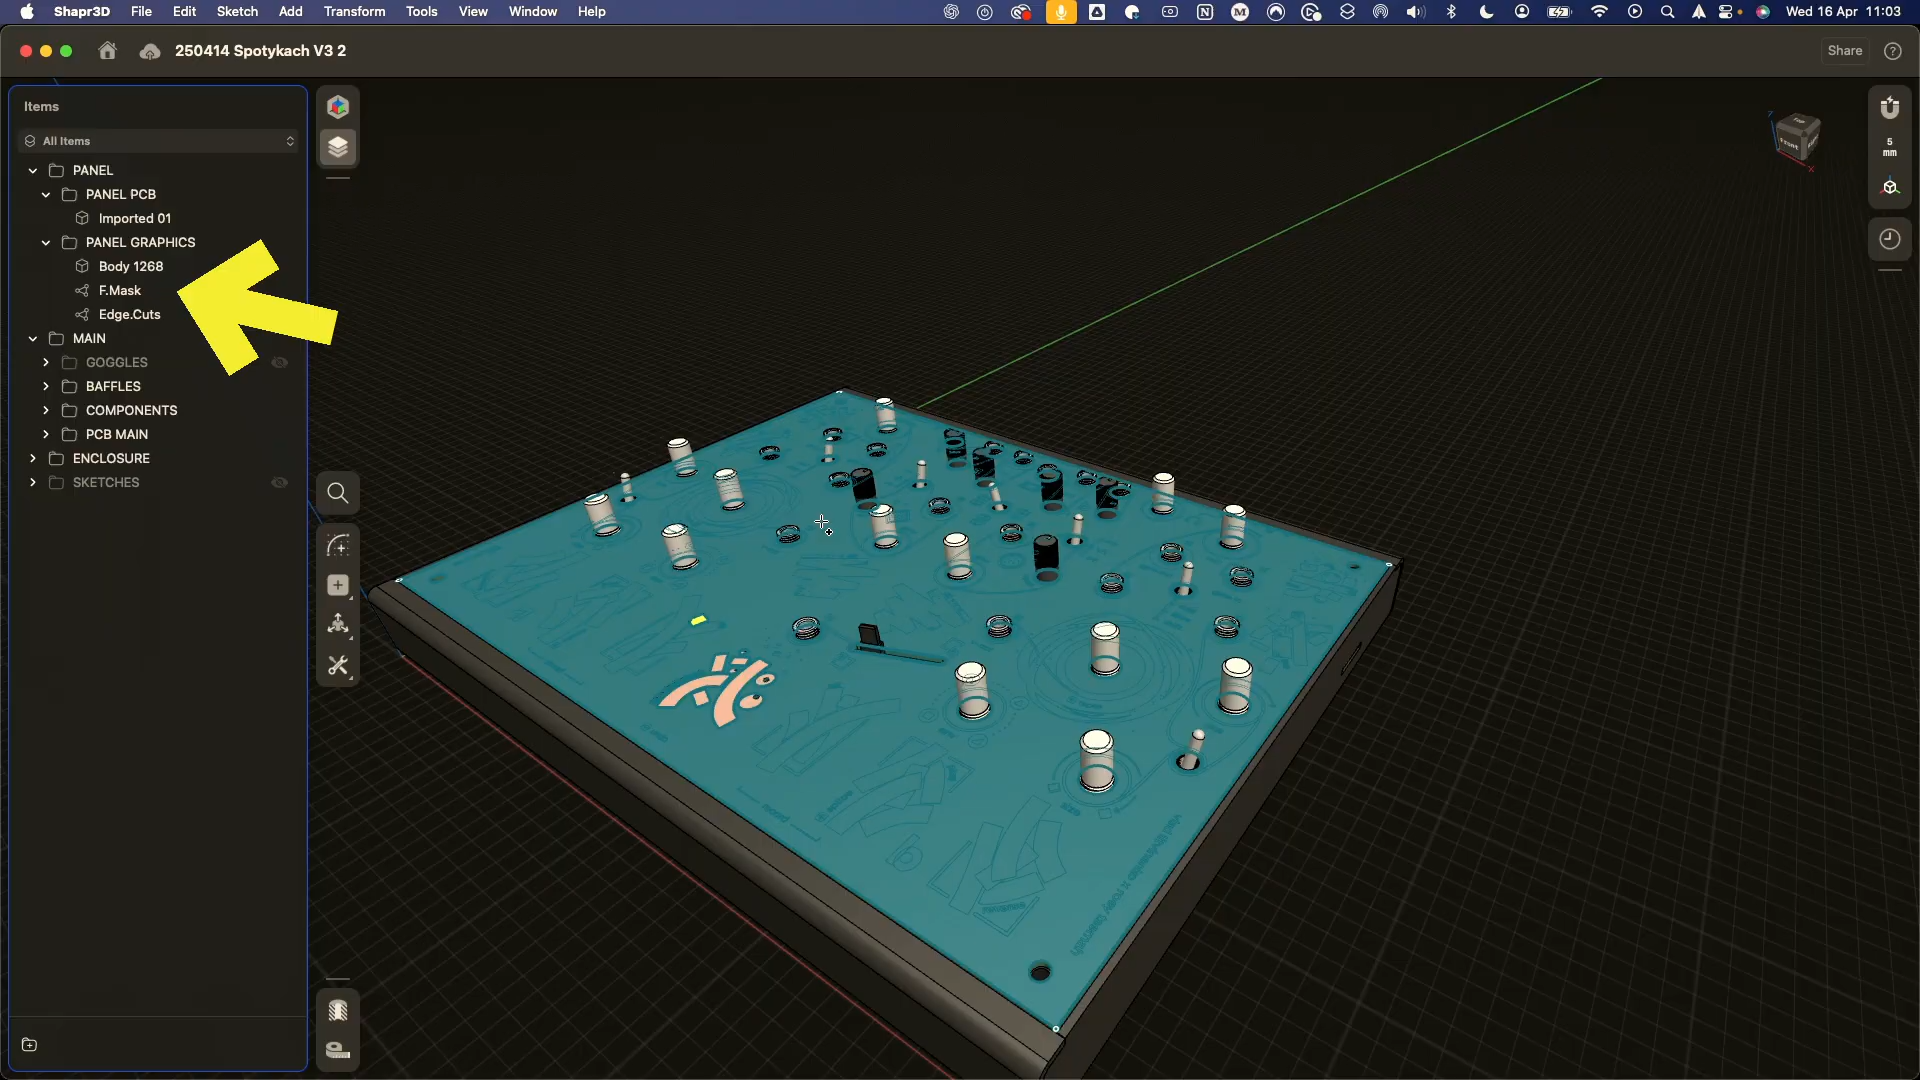 Shapr3D File Edit Sketch Add Transform Tools View Window Help
Wed 16 Apr 11:03
250414 Spotykach V3 2
Share
Items
All Items
PANEL
PANEL PCB
Imported 01
PANEL GRAPHICS
Body 1268
F.Mask
Edge.Cuts
MAIN
GOGGLES
BAFFLES
COMPONENTS
PCB MAIN
ENCLOSURE
SKETCHES
5
mm
TOP
FRONT
X